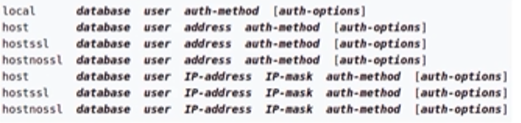 local database user auth-method [auth-options]
host database user address auth-method [auth-options]
hostssl database user address auth-method [auth-options]
hostnossl database user address auth-method [auth-options]
host database user IP-address IP-mask auth-method [auth-options]
hostssl database user IP-address IP-mask auth-method [auth-options]
hostnossl database user IP-address IP-mask auth-method [auth-options]